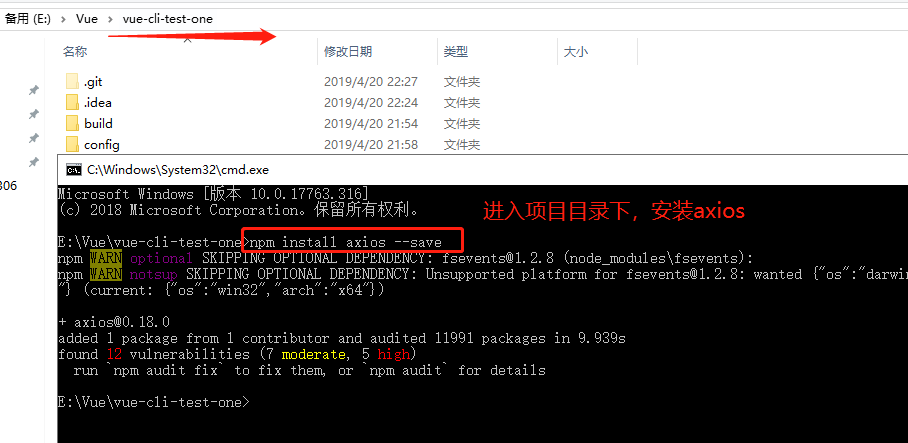 备用 (E:) > Vue > vue-cli-test-one
名称 修改日期 类型 大小
.git 2019/4/20 22:27 文件夹
.idea 2019/4/20 22:24 文件夹
build 2019/4/20 21:54 文件夹
config 2019/4/20 21:58 文件夹
306
C:\Windows\System32\cmd.exe
Microsoft Windows [版本 10.0.17763.316]
(c) 2018 Microsoft Corporation。保留所有权利。
进入项目目录下，安装axios
E:\Vue\vue-cli-test-one>npm install axios --save
npm WARN optional SKIPPING OPTIONAL DEPENDENCY: fsevents@1.2.8 (node_modules\fsevents):
npm WARN notsup SKIPPING OPTIONAL DEPENDENCY: Unsupported platform for fsevents@1.2.8: wanted {"os":"darwin
"} (current: {"os":"win32","arch":"x64"})
+ axios@0.18.0
added 1 package from 1 contributor and audited 11991 packages in 9.939s
found 12 vulnerabilities (7 moderate, 5 high)
run `npm audit fix` to fix them, or `npm audit` for details
E:\Vue\vue-cli-test-one>